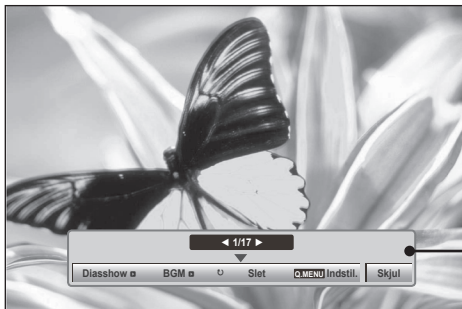 ◀ 1/17 ▶
Diasshow BGM ↻ Slet Q.MENU Indstil. Skjul